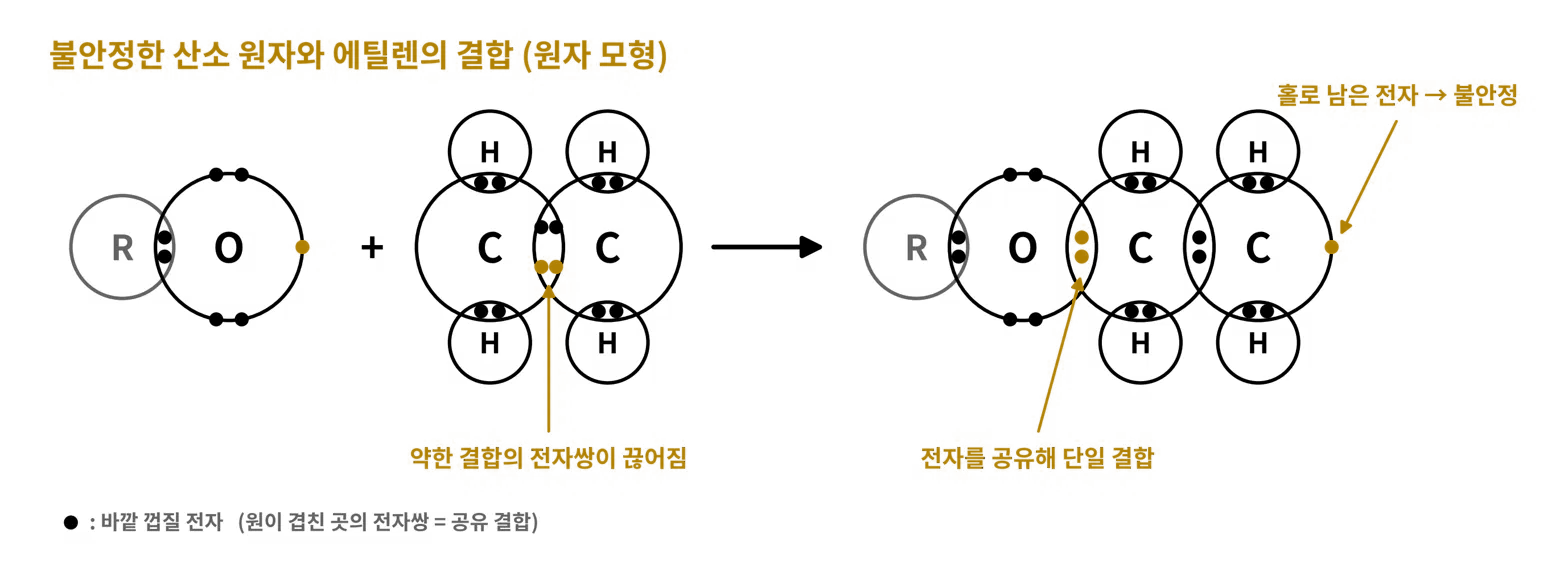 불안정한 산소 원자와 에틸렌의 결합 (원자 모형)
홀로 남은 전자 → 불안정
H H H H
R O + C C R O C C
H H H H
약한 결합의 전자쌍이 끊어짐
전자를 공유해 단일 결합
: 바깥 껍질 전자 (원이 겹친 곳의 전자쌍 = 공유 결합)